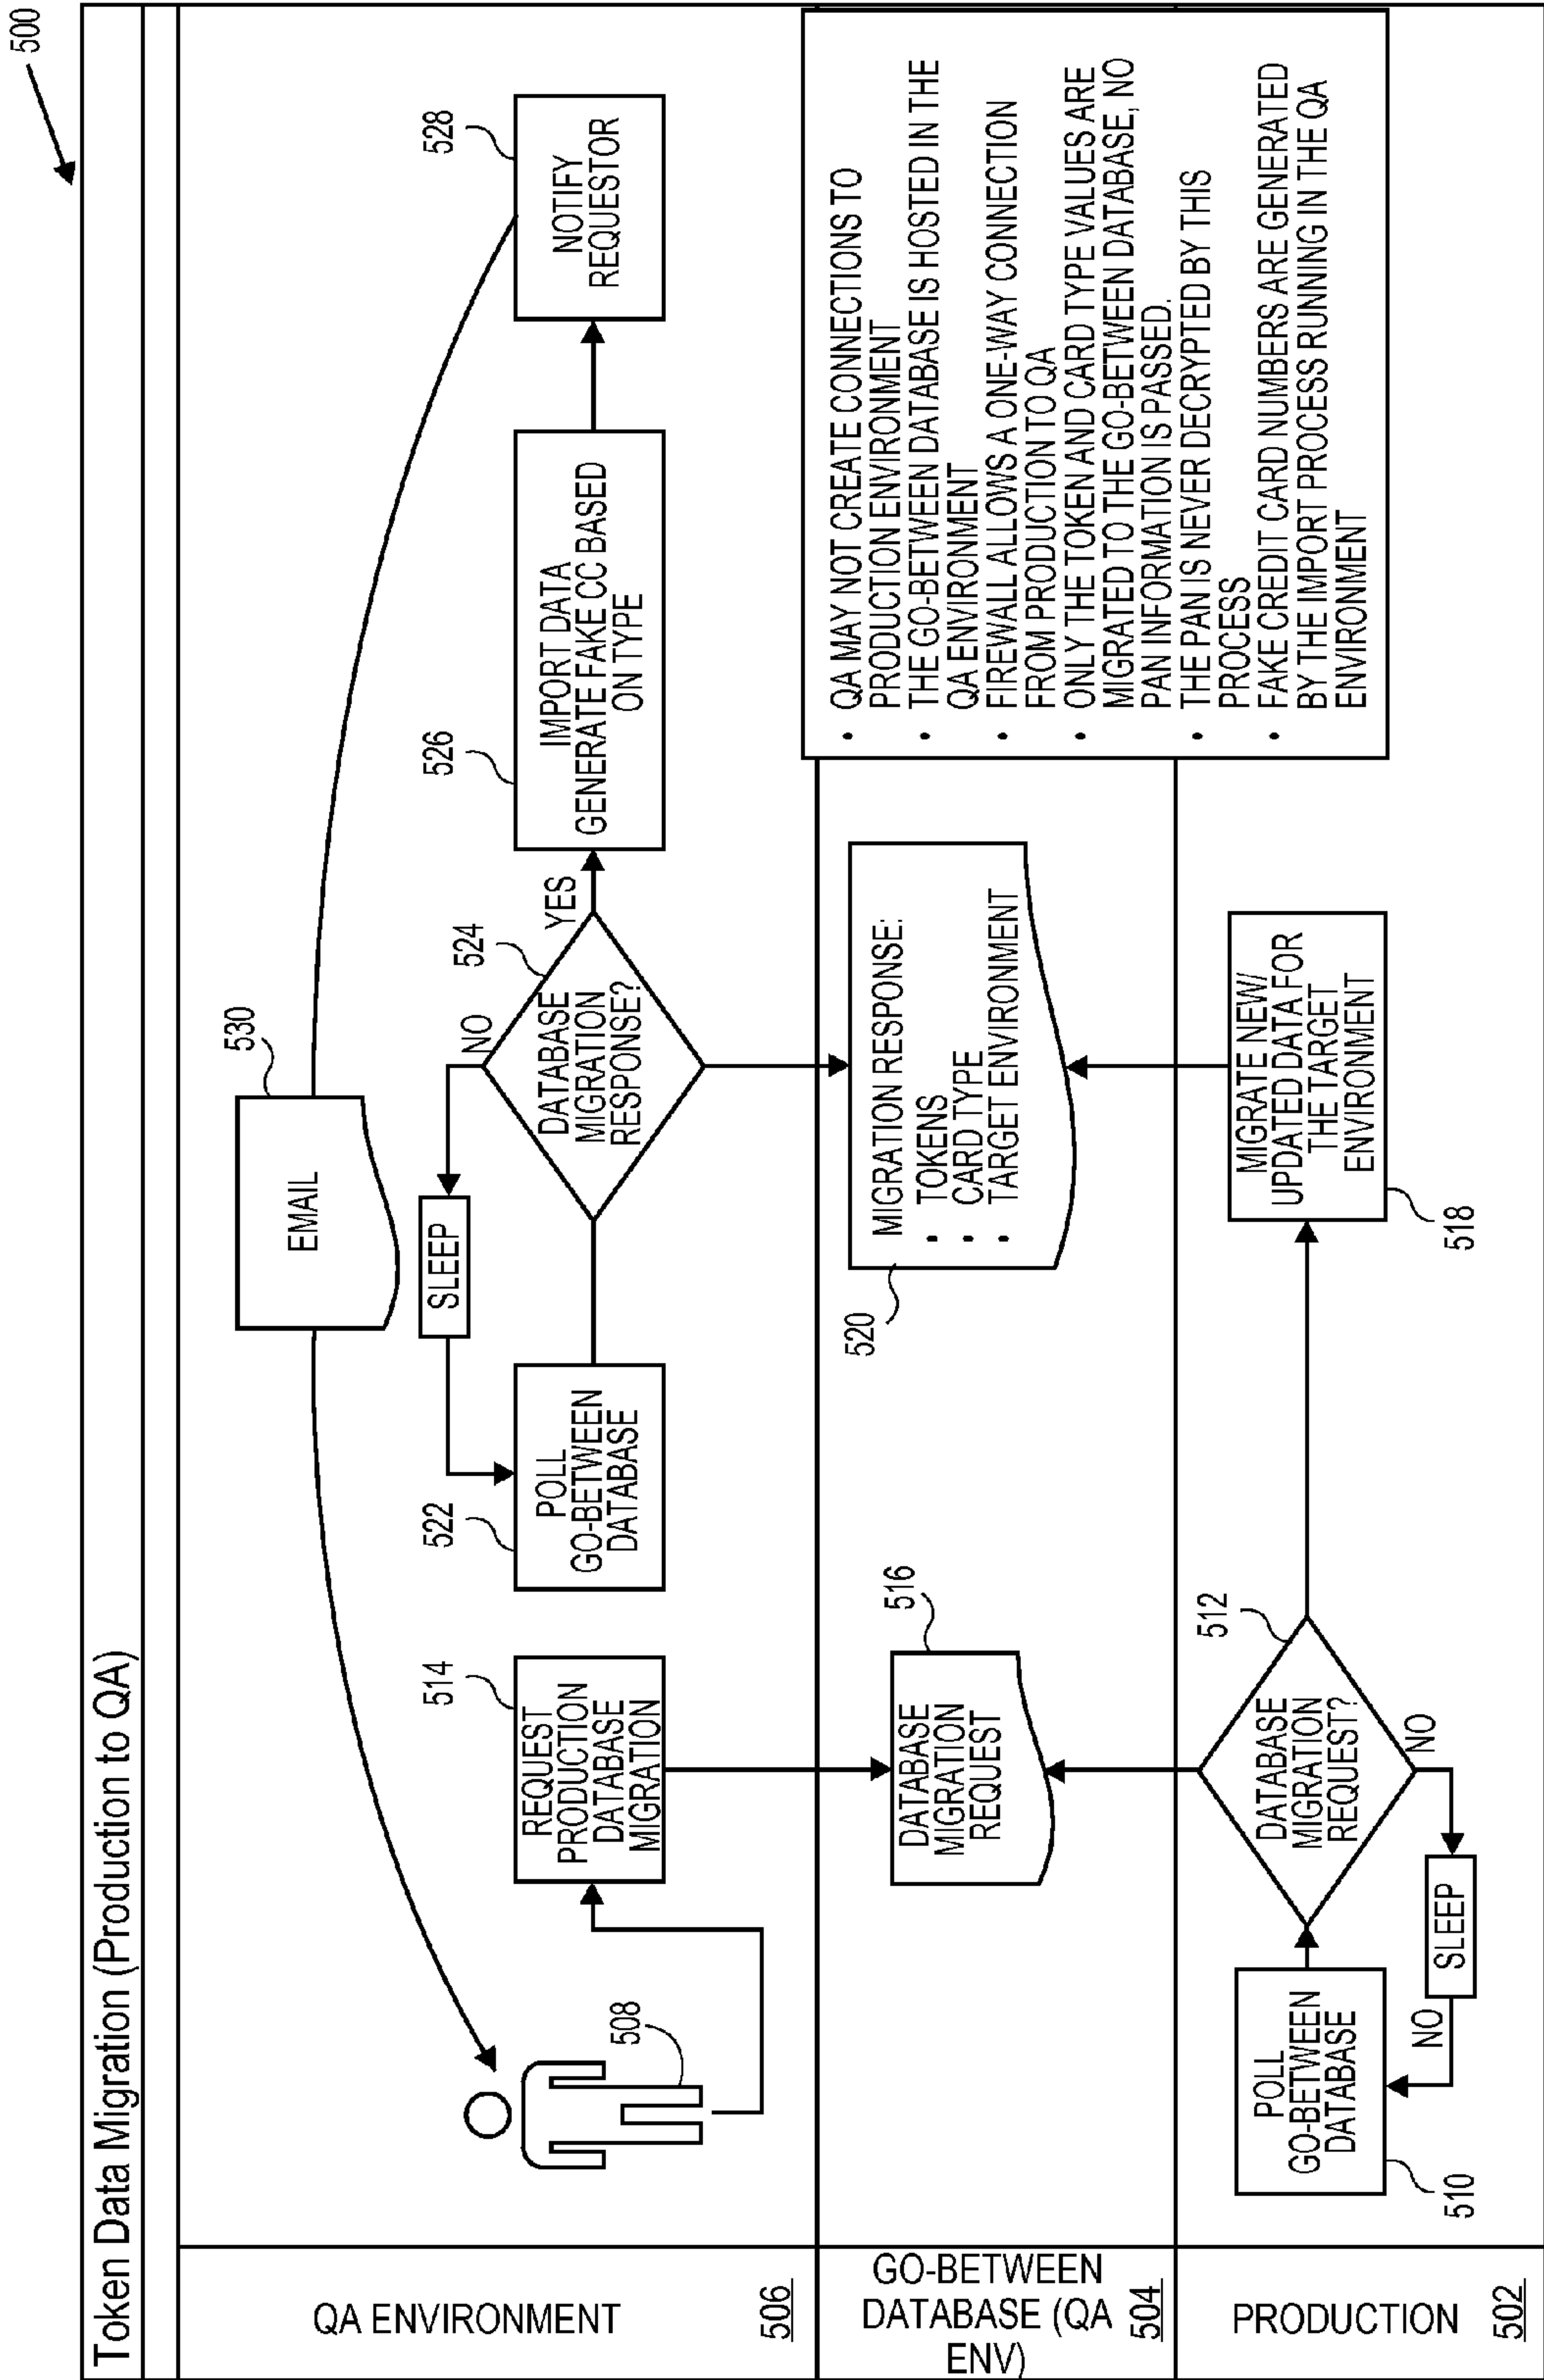 500
Token Data Migration (Production to QA)
QA ENVIRONMENT
506
530
EMAIL
508
514
REQUEST
PRODUCTION
DATABASE
MIGRATION
522
POLL
GO-BETWEEN
DATABASE
SLEEP
NO
524
DATABASE
MIGRATION
RESPONSE?
YES
526
IMPORT DATA
GENERATE FAKE CC BASED
ON TYPE
528
NOTIFY
REQUESTOR
GO-BETWEEN
DATABASE (QA
ENV)
504
516
DATABASE
MIGRATION
REQUEST
520
MIGRATION RESPONSE:
• TOKENS
• CARD TYPE
• TARGET ENVIRONMENT
• QA MAY NOT CREATE CONNECTIONS TO
PRODUCTION ENVIRONMENT
• THE GO-BETWEEN DATABASE IS HOSTED IN THE
QA ENVIRONMENT
• FIREWALL ALLOWS A ONE-WAY CONNECTION
FROM PRODUCTION TO QA
• ONLY THE TOKEN AND CARD TYPE VALUES ARE
MIGRATED TO THE GO-BETWEEN DATABASE, NO
PAN INFORMATION IS PASSED.
• THE PAN IS NEVER DECRYPTED BY THIS
PROCESS
• FAKE CREDIT CARD NUMBERS ARE GENERATED
BY THE IMPORT PROCESS RUNNING IN THE QA
ENVIRONMENT
PRODUCTION
502
510
POLL
GO-BETWEEN
DATABASE
NO
SLEEP
NO
512
DATABASE
MIGRATION
REQUEST?
518
MIGRATE NEW/
UPDATED DATA FOR
THE TARGET
ENVIRONMENT